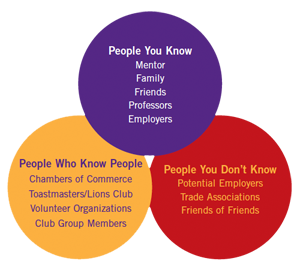 People You Know
Mentor
Family
Friends
Professors
Employers
People Who Know People
Chambers of Commerce
Toastmasters/Lions Club
Volunteer Organizations
Club Group Members
People You Don't Know
Potential Employers
Trade Associations
Friends of Friends